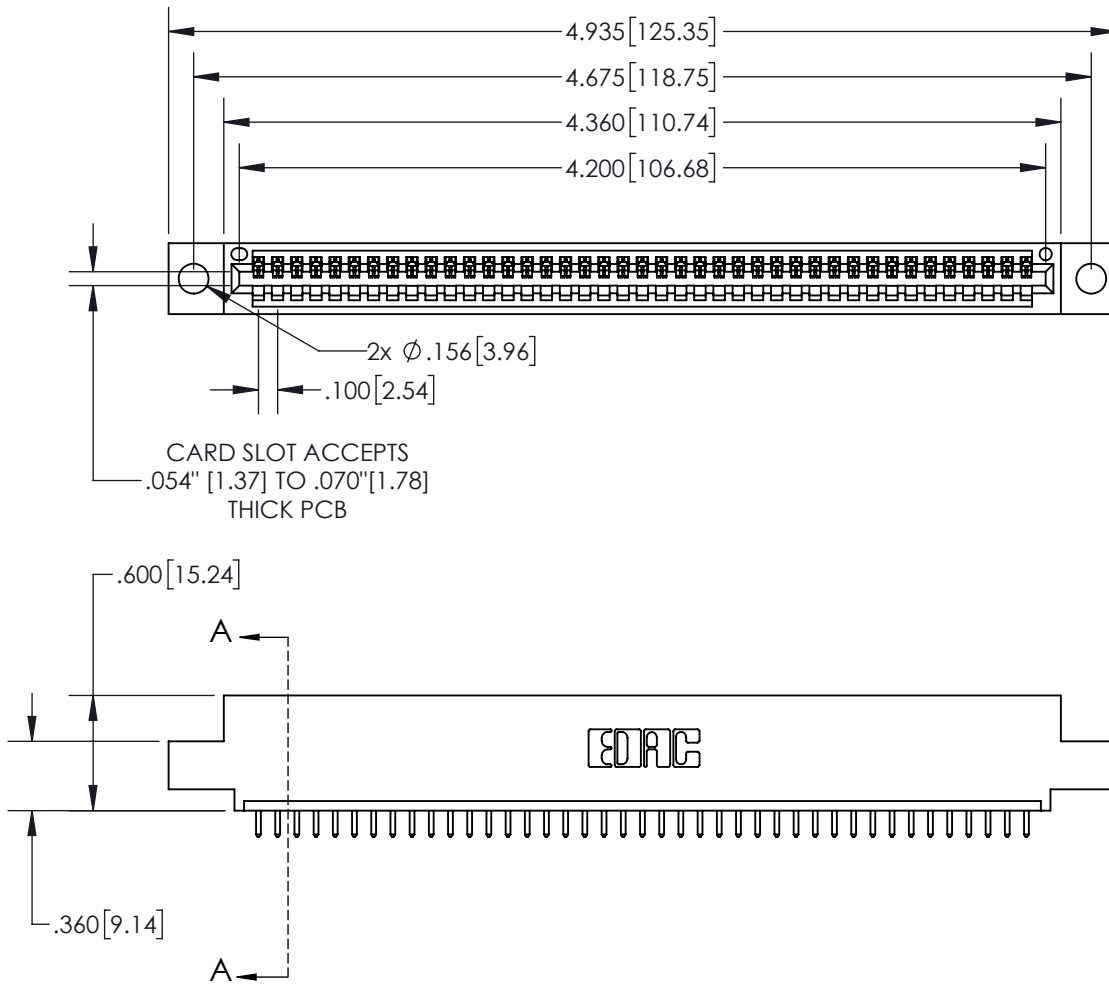 4.935[125.35]
4.675[118.75]
4.360[110.74]
4.200[106.68]
2x Ø.156[3.96]
.100[2.54]
CARD SLOT ACCEPTS
.054" [1.37] TO .070"[1.78]
THICK PCB
.600[15.24]
A
EDAC
.360[9.14]
A